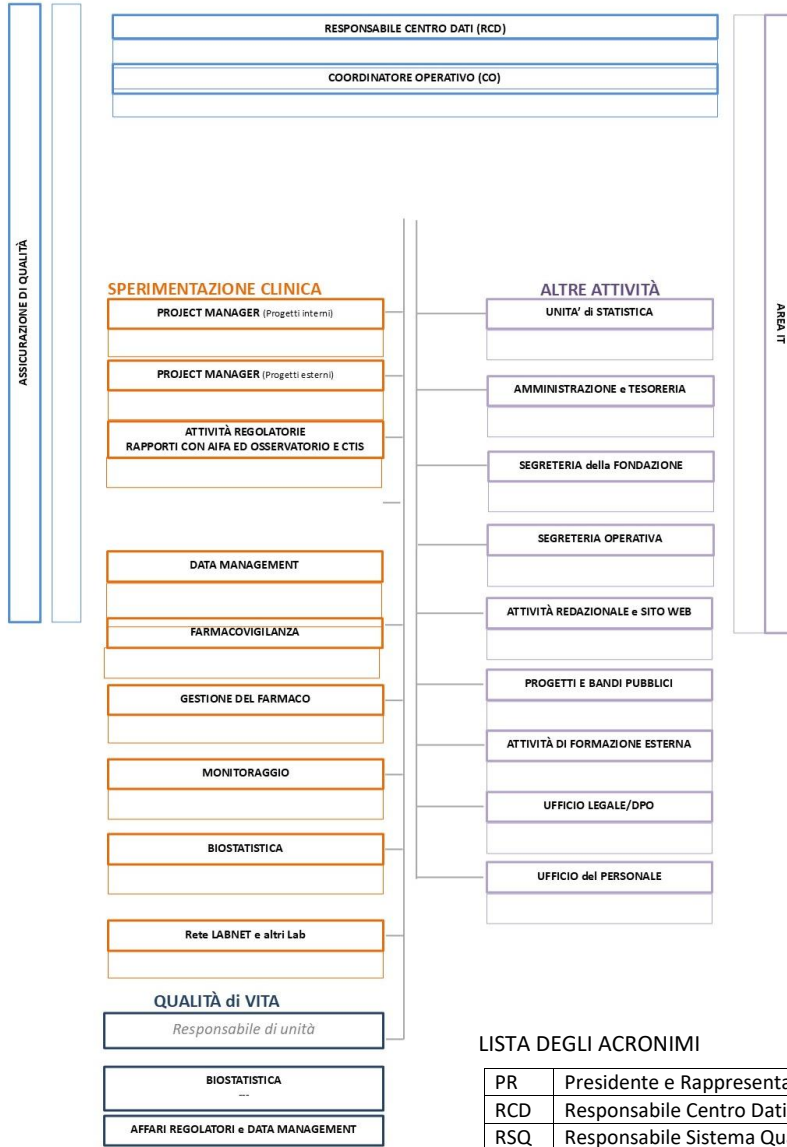 RESPONSABILE CENTRO DATI (RCD)
COORDINATORE OPERATIVO (CO)
ASSICURAZIONE DI QUALITÀ
AREA IT
SPERIMENTAZIONE CLINICA
PROJECT MANAGER (Progetti interni)
PROJECT MANAGER (Progetti esterni)
ATTIVITÀ REGOLATORIE
RAPPORTI CON AIFA ED OSSERVATORIO E CTIS
DATA MANAGEMENT
FARMACOVIGILANZA
GESTIONE DEL FARMACO
MONITORAGGIO
BIOSTATISTICA
Rete LABNET e altri Lab
QUALITÀ di VITA
Responsabile di unità
BIOSTATISTICA
---
AFFARI REGOLATORI e DATA MANAGEMENT
ALTRE ATTIVITÀ
UNITA' di STATISTICA
AMMINISTRAZIONE e TESORERIA
SEGRETERIA della FONDAZIONE
SEGRETERIA OPERATIVA
ATTIVITÀ REDAZIONALE e SITO WEB
PROGETTI E BANDI PUBBLICI
ATTIVITÀ DI FORMAZIONE ESTERNA
UFFICIO LEGALE/DPO
UFFICIO del PERSONALE
LISTA DEGLI ACRONIMI
PR Presidente e
RCD Responsabile Centro Dati
RSQ Responsabile Sistema